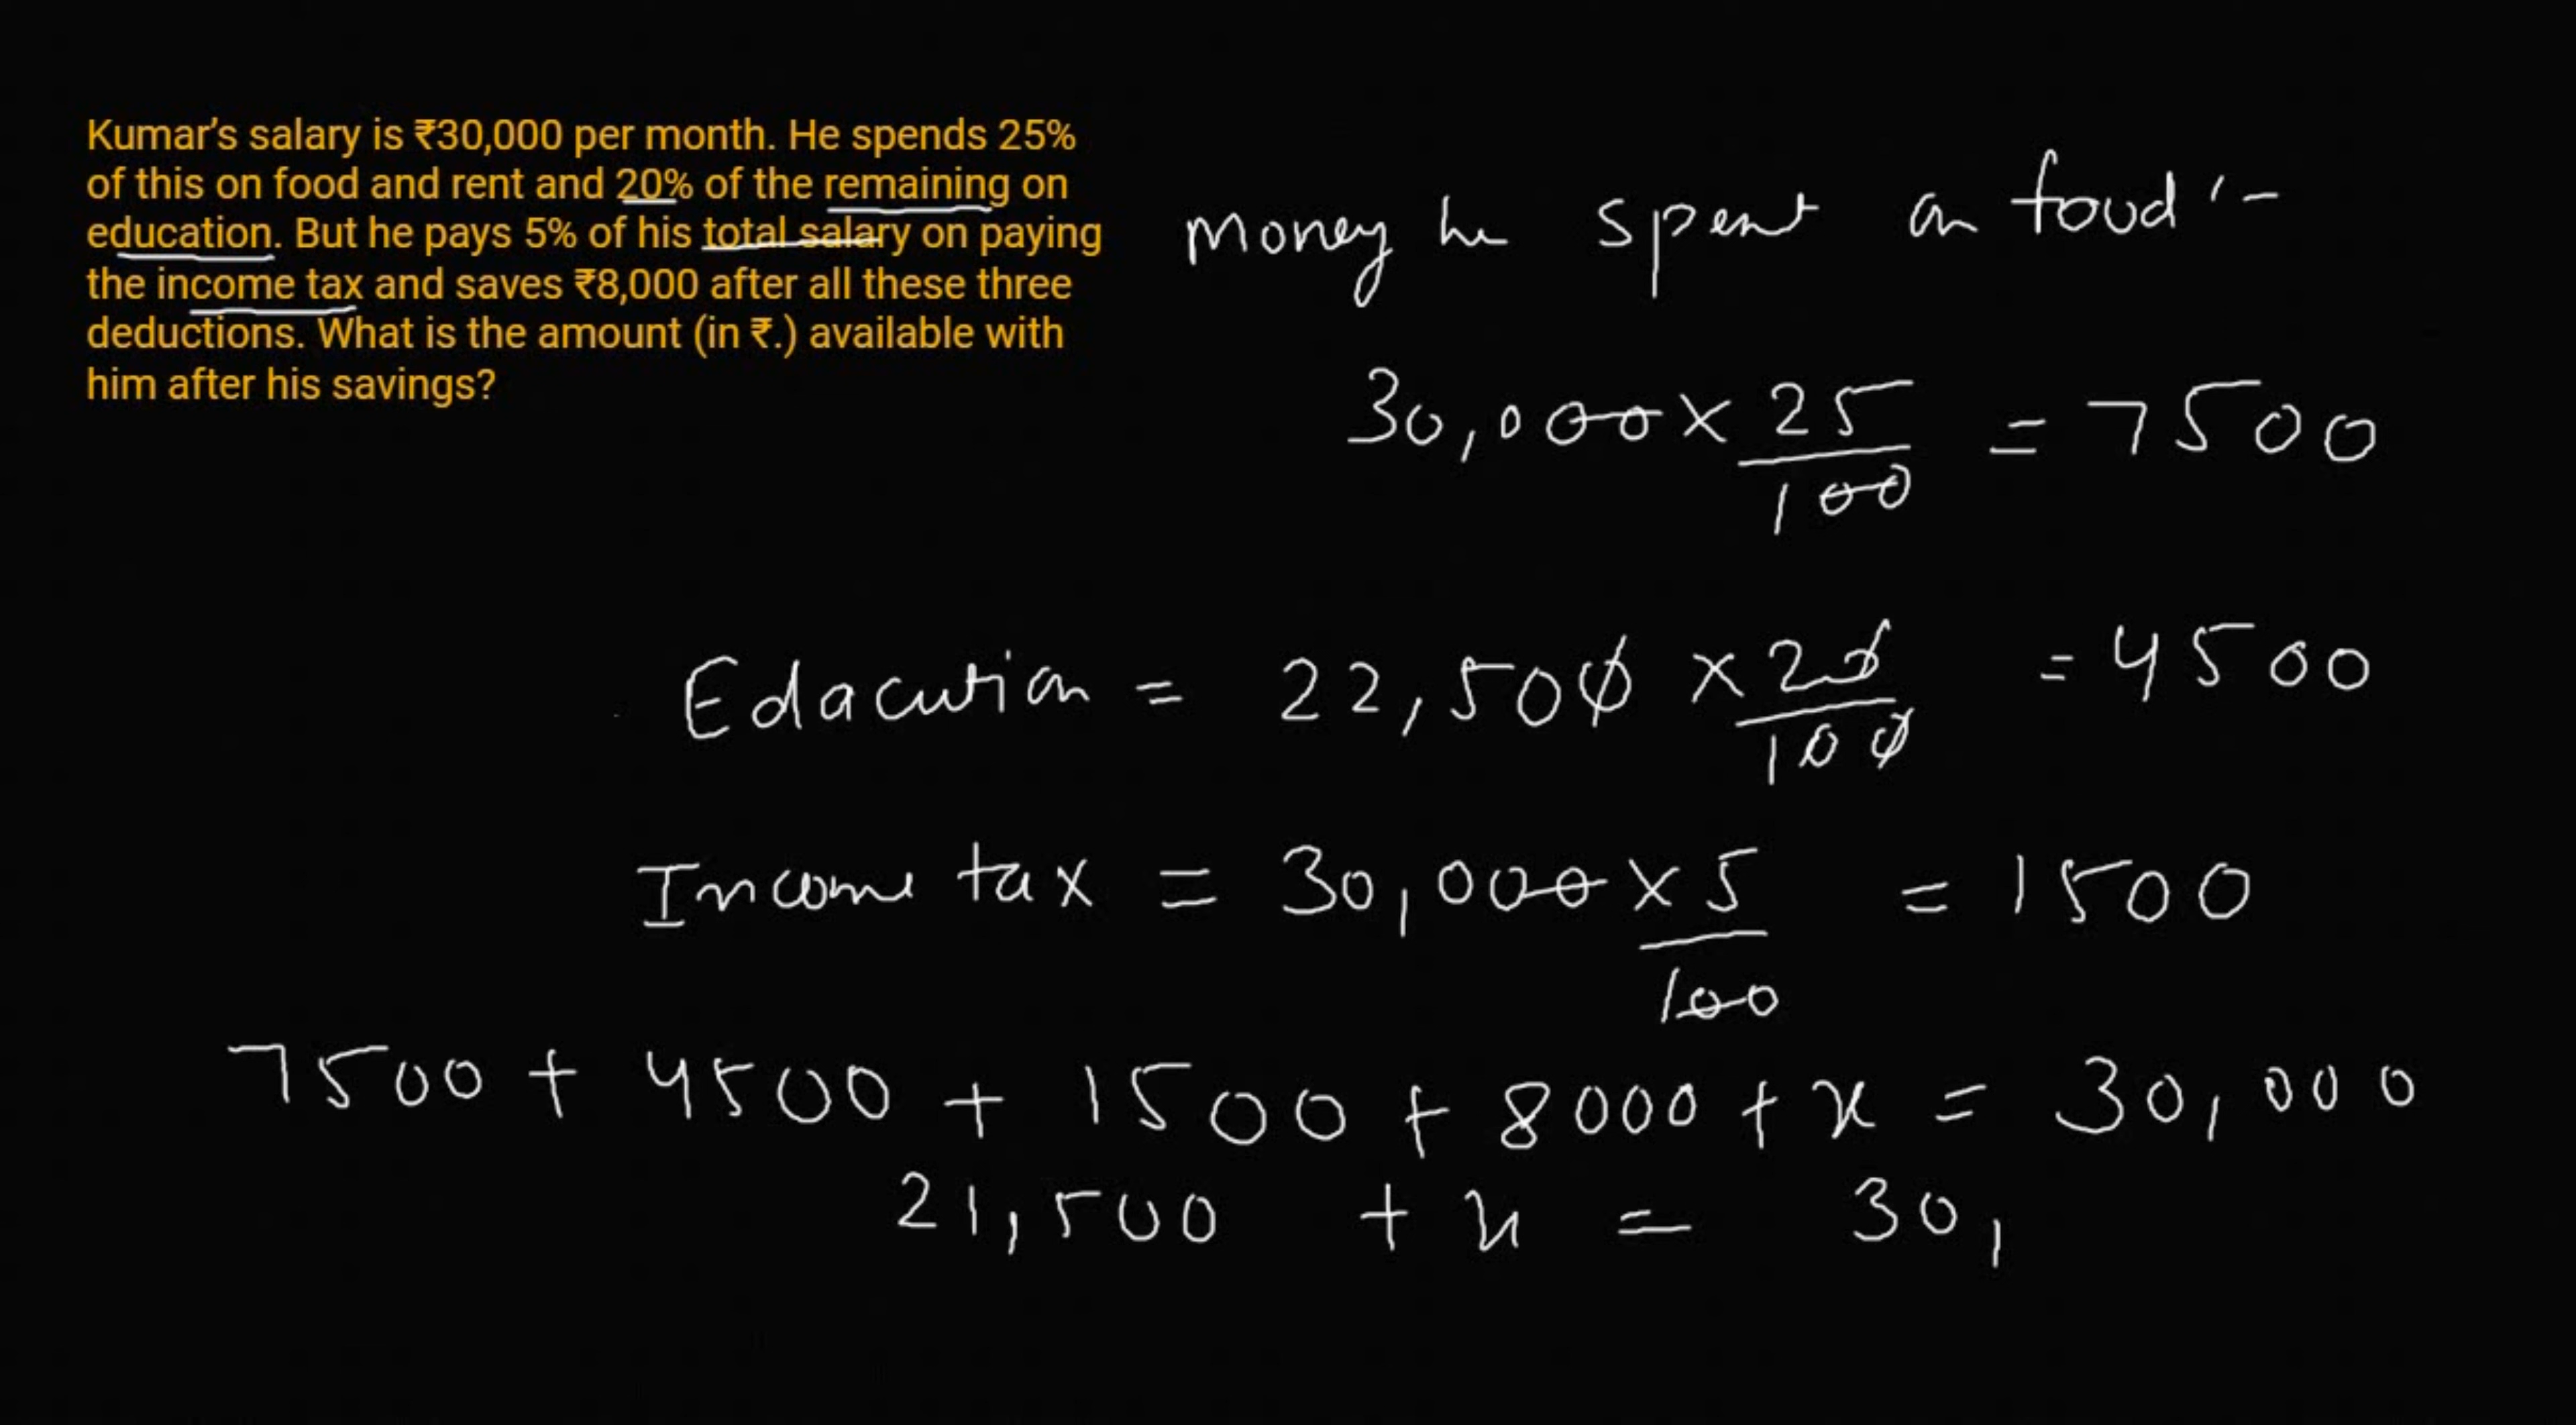 Kumar's salary is ₹30,000 per month. He spends 25%
of this on food and rent and 20% of the remaining on
education. But he pays 5% of his total salary on paying
the income tax and saves ₹8,000 after all these three
deductions. What is the amount (in ₹.) available with
him after his savings?
Money he spent on food :-
30,000 × 25/100 = 7500
Edacution = 22,500 × 20/100 = 4500
Income tax = 30,000 × 5/100 = 1500
7500 + 4500 + 1500 + 8000 + x = 30,000
21,500 + x = 30,